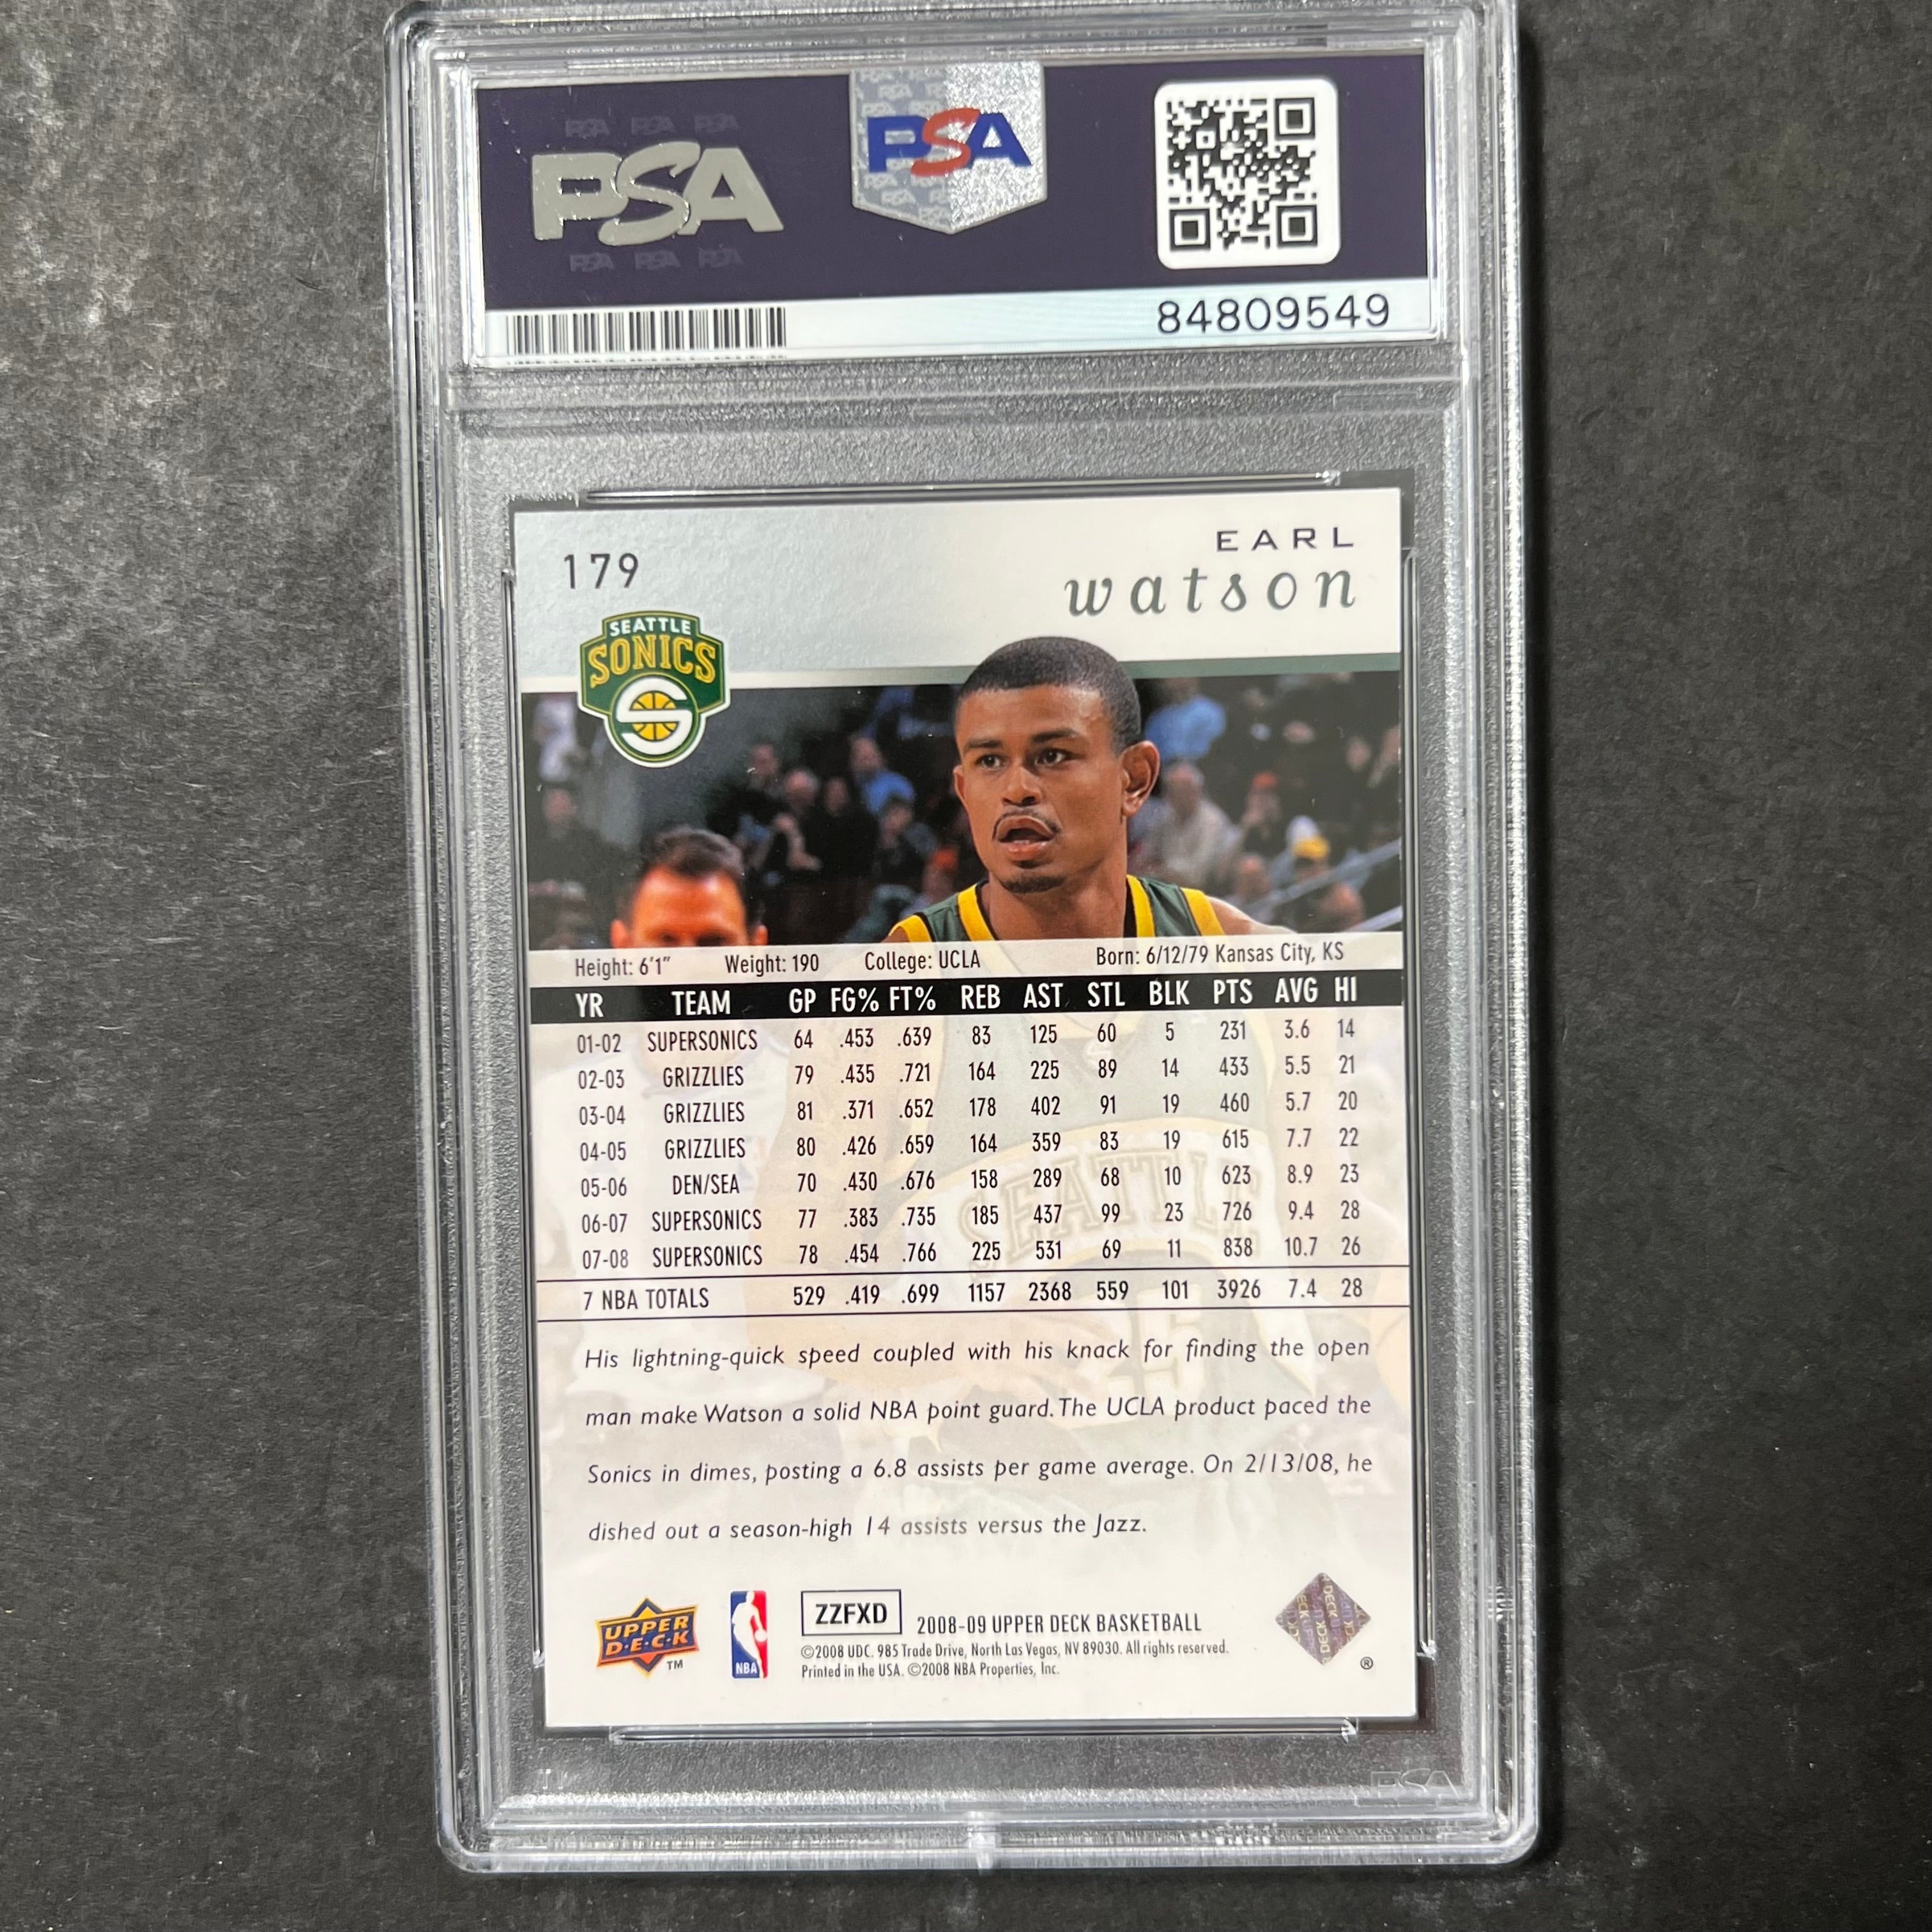 PSA PSA PSA
PSA
PSA PSA PSA
PSA
84809549
179
EARL
watson
SEATTLE
SONICS
Height: 6'1" Weight: 190 College: UCLA Born: 6/12/79 Kansas City, KS
YR TEAM GP FG% FT% REB AST STL BLK PTS AVG HI
01-02 SUPERSONICS 64 .453 .639 83 125 60 5 231 3.6 14
02-03 GRIZZLIES 79 .435 .721 164 225 89 14 433 5.5 21
03-04 GRIZZLIES 81 .371 .652 178 402 91 19 460 5.7 20
04-05 GRIZZLIES 80 .426 .659 164 359 83 19 615 7.7 22
05-06 DEN/SEA 70 .430 .676 158 289 68 10 623 8.9 23
06-07 SUPERSONICS 77 .383 .735 185 437 99 23 726 9.4 28
07-08 SUPERSONICS 78 .454 .766 225 531 69 11 838 10.7 26
7 NBA TOTALS 529 .419 .699 1157 2368 559 101 3926 7.4 28
SEATTLE
His lightning-quick speed coupled with his knack for finding the open
man make Watson a solid NBA point guard. The UCLA product paced the
Sonics in dimes, posting a 6.8 assists per game average. On 2/13/08, he
dished out a season-high 14 assists versus the Jazz.
UPPER
D·E·C·K
TM
NBA
ZZFXD 2008-09 UPPER DECK BASKETBALL
©2008 UDC. 985 Trade Drive, North Las Vegas, NV 89030. All rights reserved.
Printed in the USA. ©2008 NBA Properties, Inc.
®
PSA